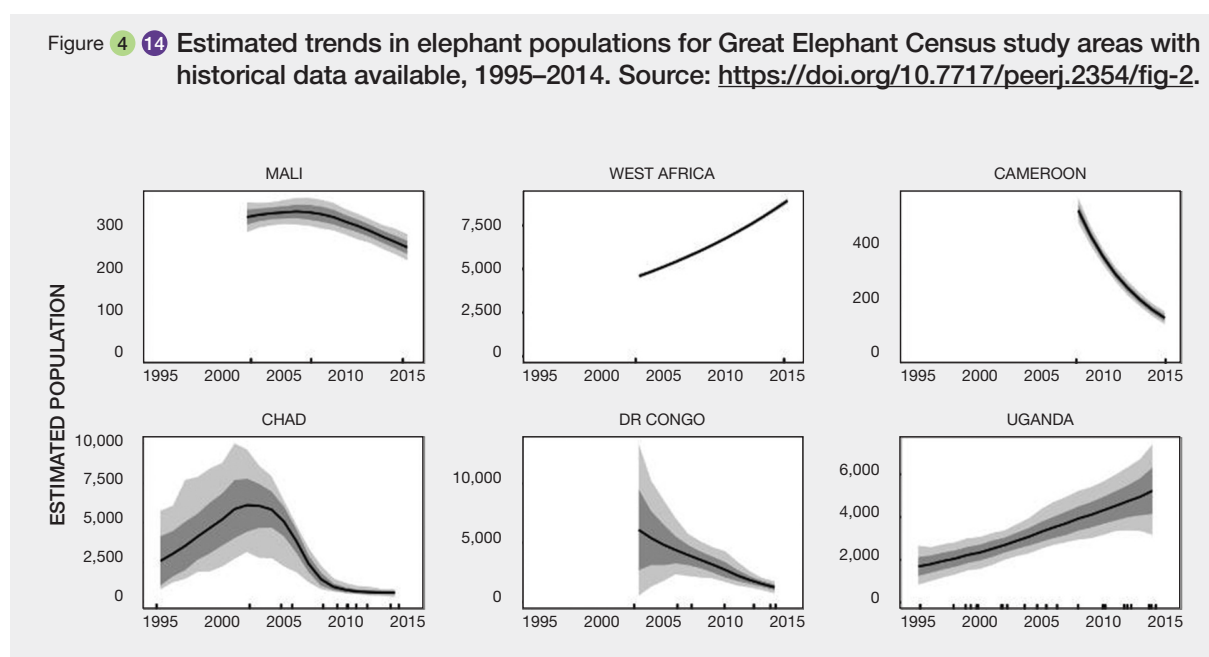 Figure 4 14 Estimated trends in elephant populations for Great Elephant Census study areas with
historical data available, 1995–2014. Source: https://doi.org/10.7717/peerj.2354/fig-2.
ESTIMATED POPULATION
MALI
300
200
100
0
1995 2000 2005 2010 2015
WEST AFRICA
7,500
5,000
2,500
0
1995 2000 2005 2010 2015
CAMEROON
400
200
0
1995 2000 2005 2010 2015
CHAD
10,000
7,500
5,000
2,500
0
1995 2000 2005 2010 2015
DR CONGO
10,000
5,000
0
1995 2000 2005 2010 2015
UGANDA
6,000
4,000
2,000
0
1995 2000 2005 2010 2015